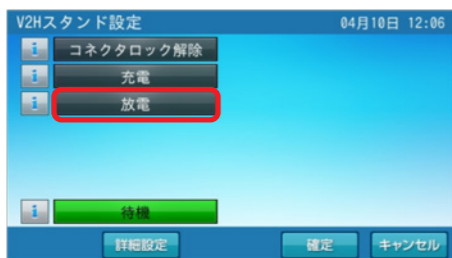 V2Hスタンド設定 04月10日 12:06
i コネクタロック解除
i 充電
i 放電
i 待機
詳細設定 確定 キャンセル